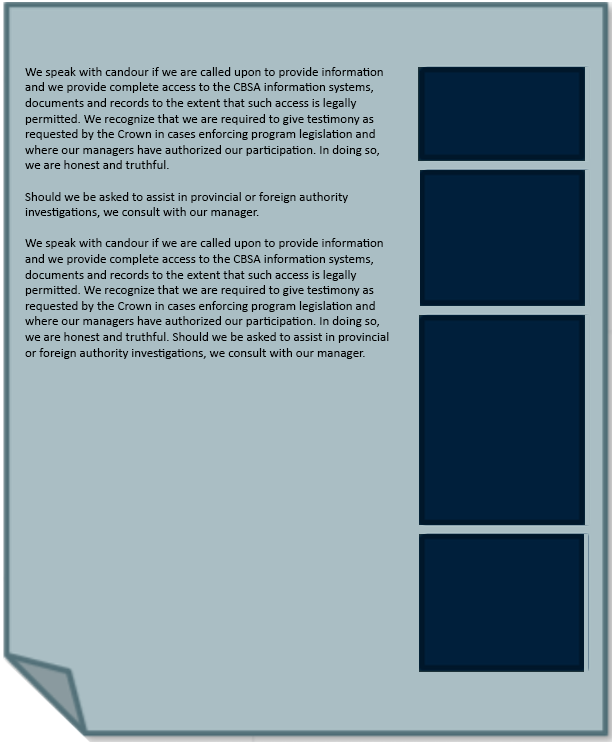 We speak with candour if we are called upon to provide information
and we provide complete access to the CBSA information systems,
documents and records to the extent that such access is legally
permitted. We recognize that we are required to give testimony as
requested by the Crown in cases enforcing program legislation and
where our managers have authorized our participation. In doing so,
we are honest and truthful.
Should we be asked to assist in provincial or foreign authority
investigations, we consult with our manager.
We speak with candour if we are called upon to provide information
and we provide complete access to the CBSA information systems,
documents and records to the extent that such access is legally
permitted. We recognize that we are required to give testimony as
requested by the Crown in cases enforcing program legislation and
where our managers have authorized our participation. In doing so,
we are honest and truthful. Should we be asked to assist in provincial
or foreign authority investigations, we consult with our manager.